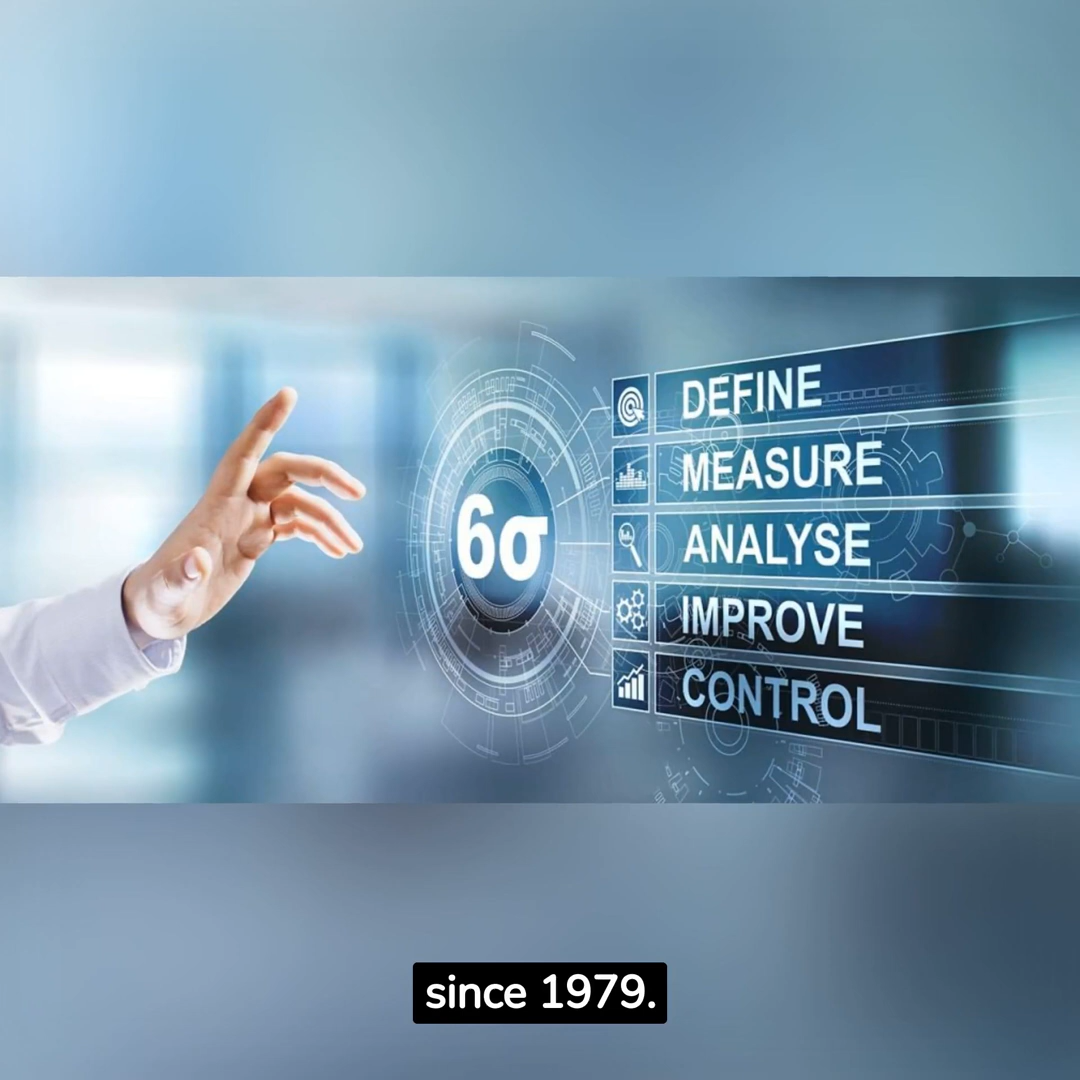 6σ
DEFINE
MEASURE
ANALYSE
IMPROVE
CONTROL
since 1979.